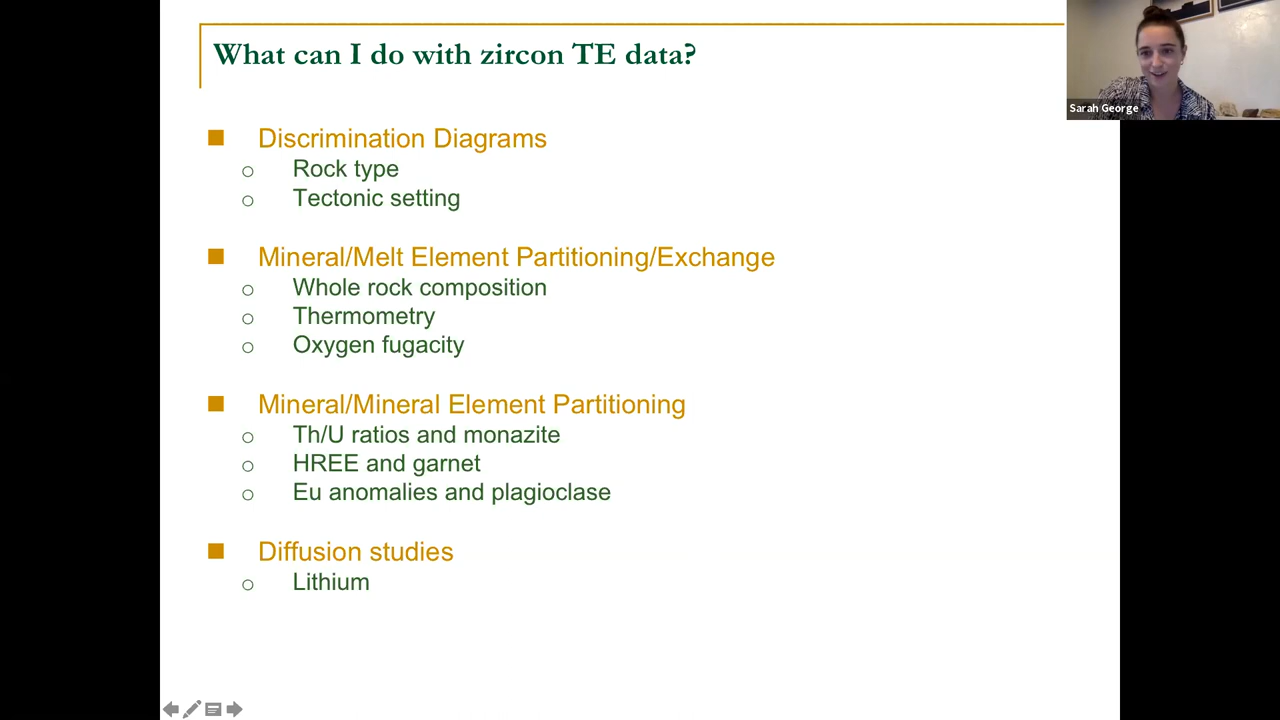 What can I do with zircon TE data?
Sarah George
Discrimination Diagrams
Rock type
Tectonic setting
Mineral/Melt Element Partitioning/Exchange
Whole rock composition
Thermometry
Oxygen fugacity
Mineral/Mineral Element Partitioning
Th/U ratios and monazite
HREE and garnet
Eu anomalies and plagioclase
Diffusion studies
Lithium